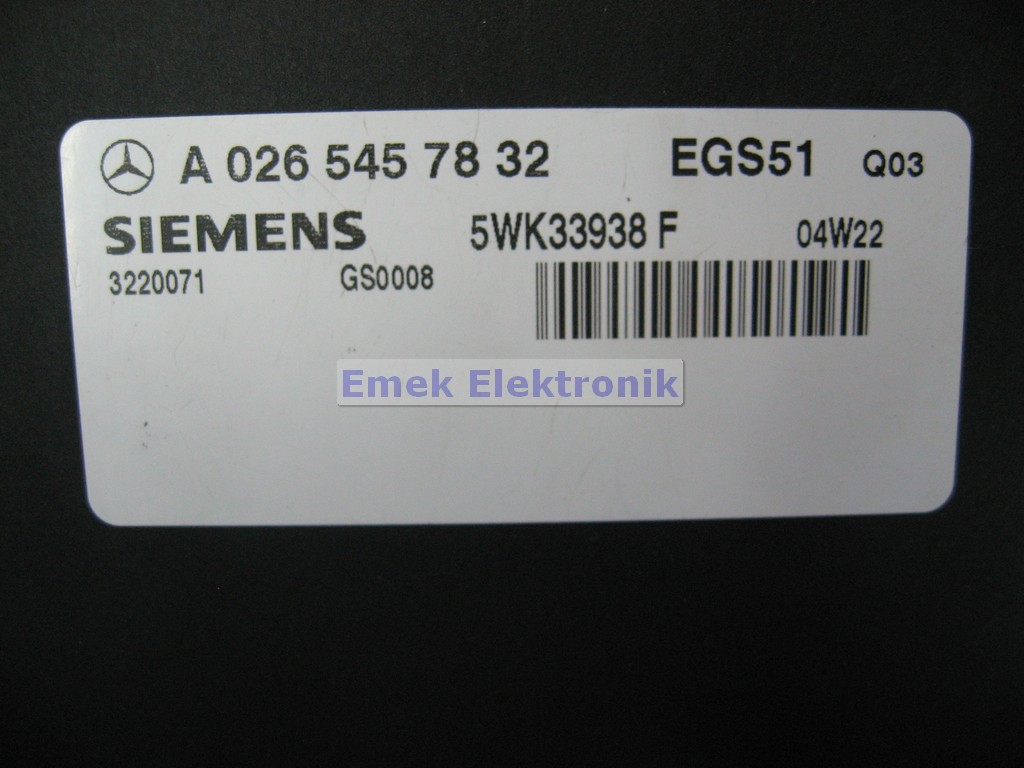 A 026 545 78 32 EGS51 Q03
SIEMENS 5WK33938 F 04W22
3220071 GS0008
Emek Elektronik